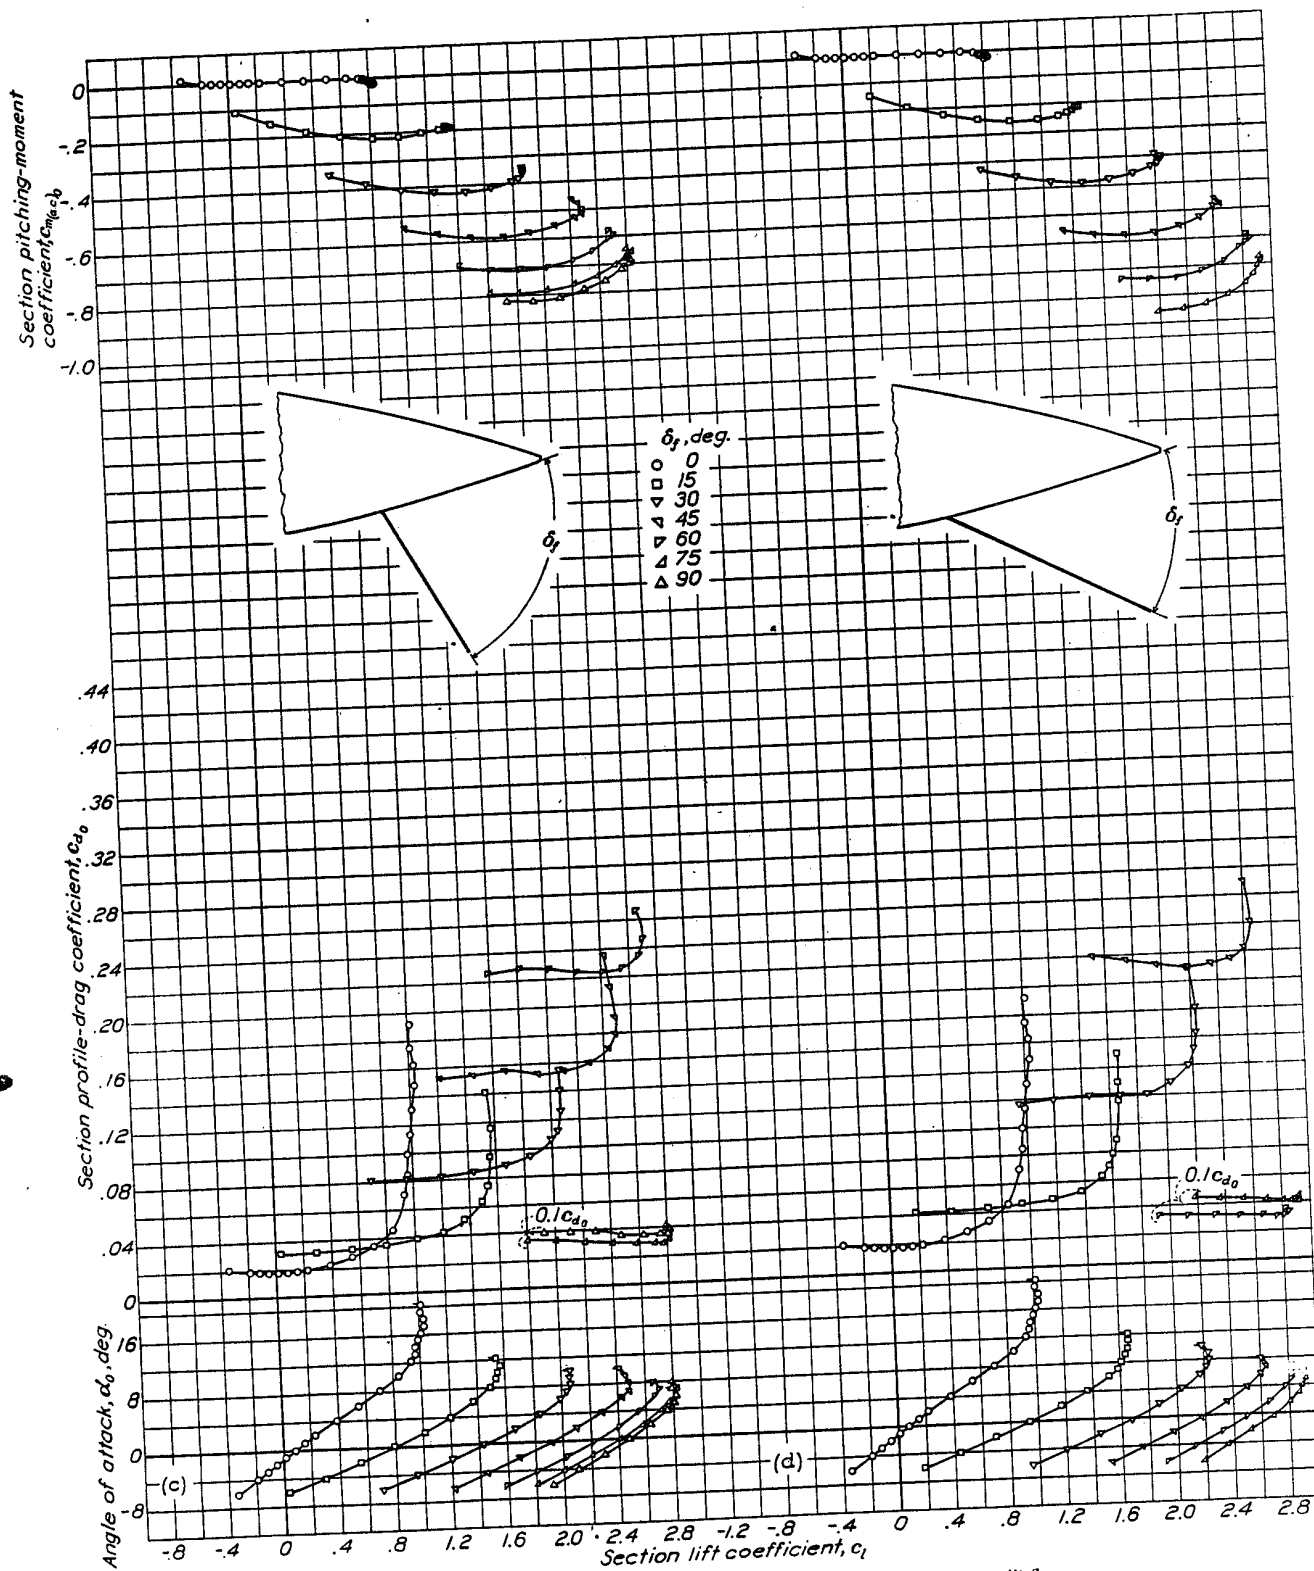 Section pitching-moment
coefficient, c_m(a.c.)₀
0
-.2
-.4
-.6
-.8
-1.0
δ_f, deg.
○ 0
□ 15
▽ 30
◁ 45
▽ 60
◿ 75
△ 90
δ_f
δ_f
Section profile-drag coefficient, c_d₀
.44
.40
.36
.32
.28
.24
.20
.16
.12
.08
.04
0
0.1c_d₀
0.1c_d₀
Angle of attack, α₀, deg.
16
8
0
-8
(c)
(d)
-.8 -.4 0 .4 .8 1.2 1.6 2.0 2.4 2.8 -1.2 -.8 -.4 0 .4 .8 1.2 1.6 2.0 2.4 2.8
Section lift coefficient, c_l